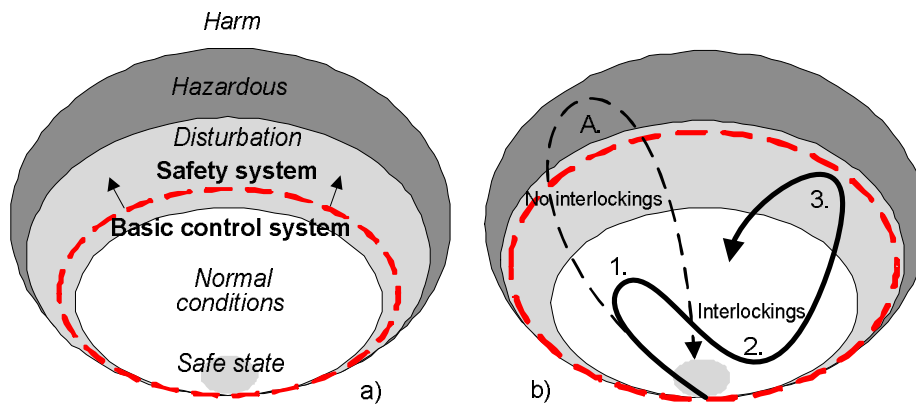 Harm
Hazardous
Disturbation
Safety system
Basic control system
Normal
conditions
Safe state
a)
A.
No interlockings
3.
1.
Interlockings
2.
b)